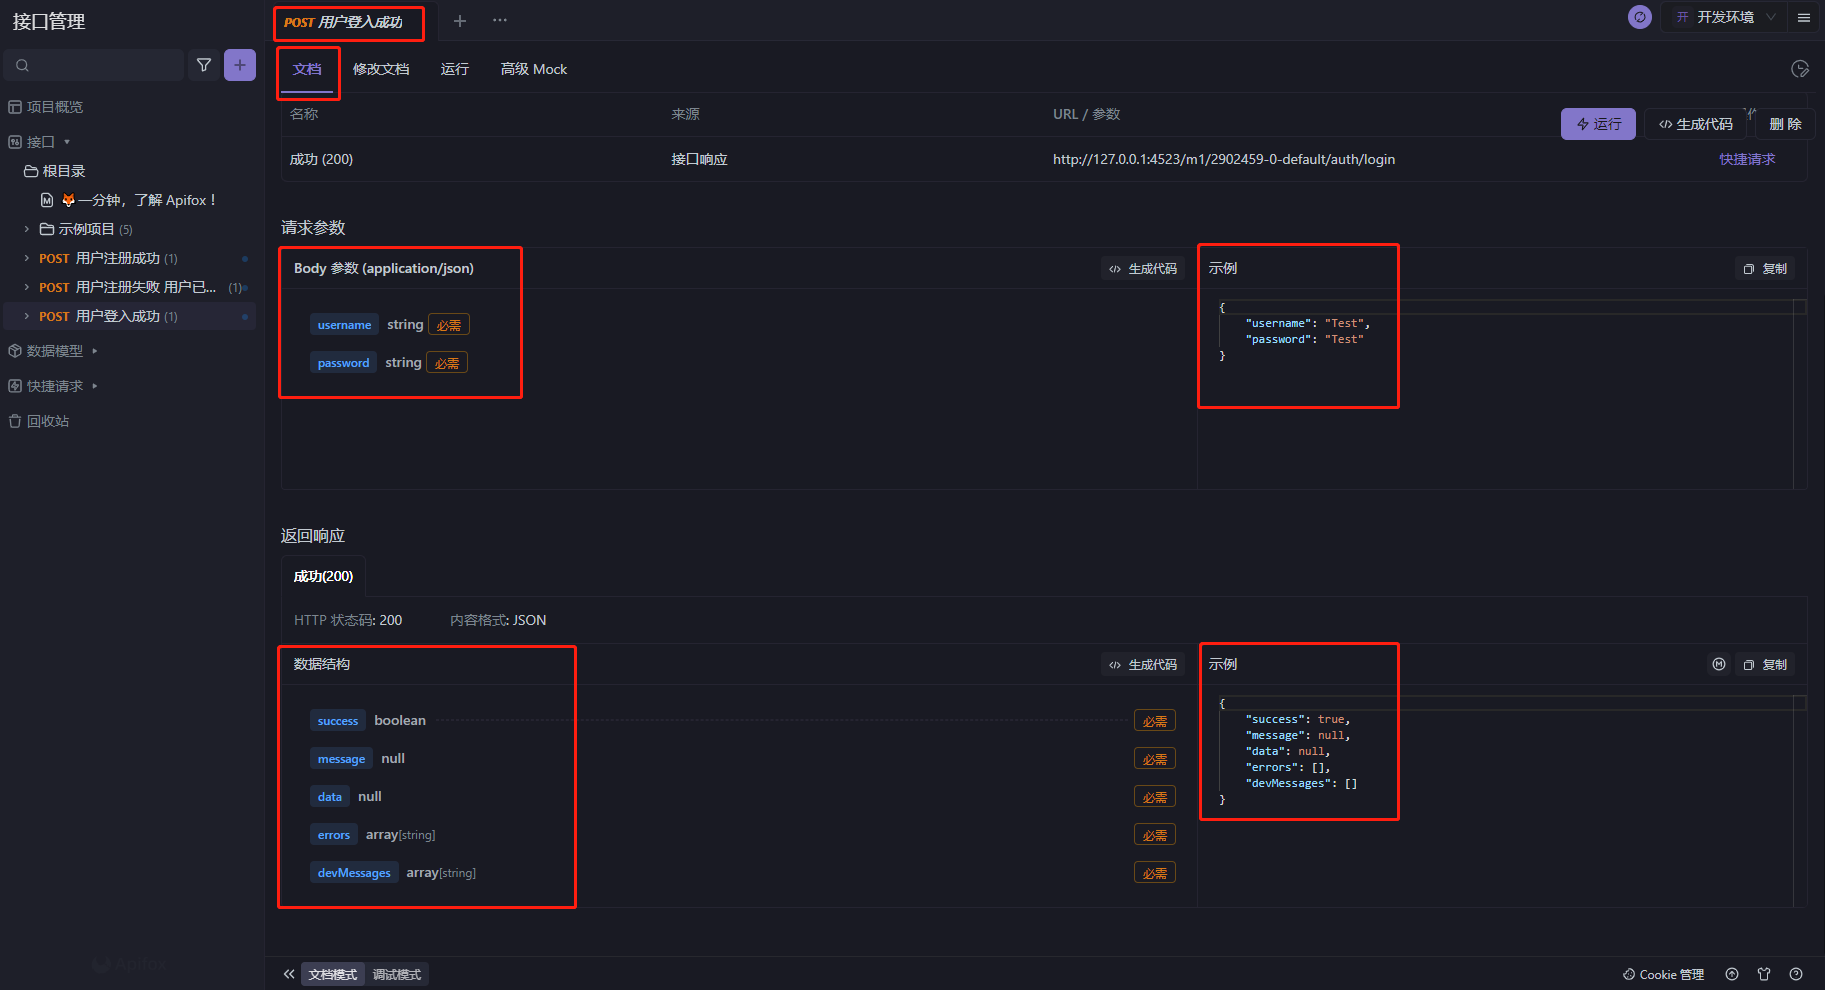 接口管理
POST 用户登入成功
开 开发环境
文档 修改文档 运行 高级 Mock
项目概览
接口
根目录
一分钟，了解 Apifox！
示例项目 (5)
POST 用户注册成功 (1)
POST 用户注册失败 用户已... (1)
POST 用户登入成功 (1)
数据模型
快捷请求
回收站
名称 来源 URL / 参数
运行 生成代码 删 除
成功 (200) 接口响应 http://127.0.0.1:4523/m1/2902459-0-default/auth/login 快捷请求
请求参数
Body 参数 (application/json) 生成代码 示例 复制
username string 必需
password string 必需
{
"username": "Test",
"password": "Test"
}
返回响应
成功(200)
HTTP 状态码: 200 内容格式: JSON
数据结构 生成代码 示例 复制
success boolean 必需
message null 必需
data null 必需
errors array[string] 必需
devMessages array[string] 必需
{
"success": true,
"message": null,
"data": null,
"errors": [],
"devMessages": []
}
Apifox
文档模式 调试模式 Cookie 管理